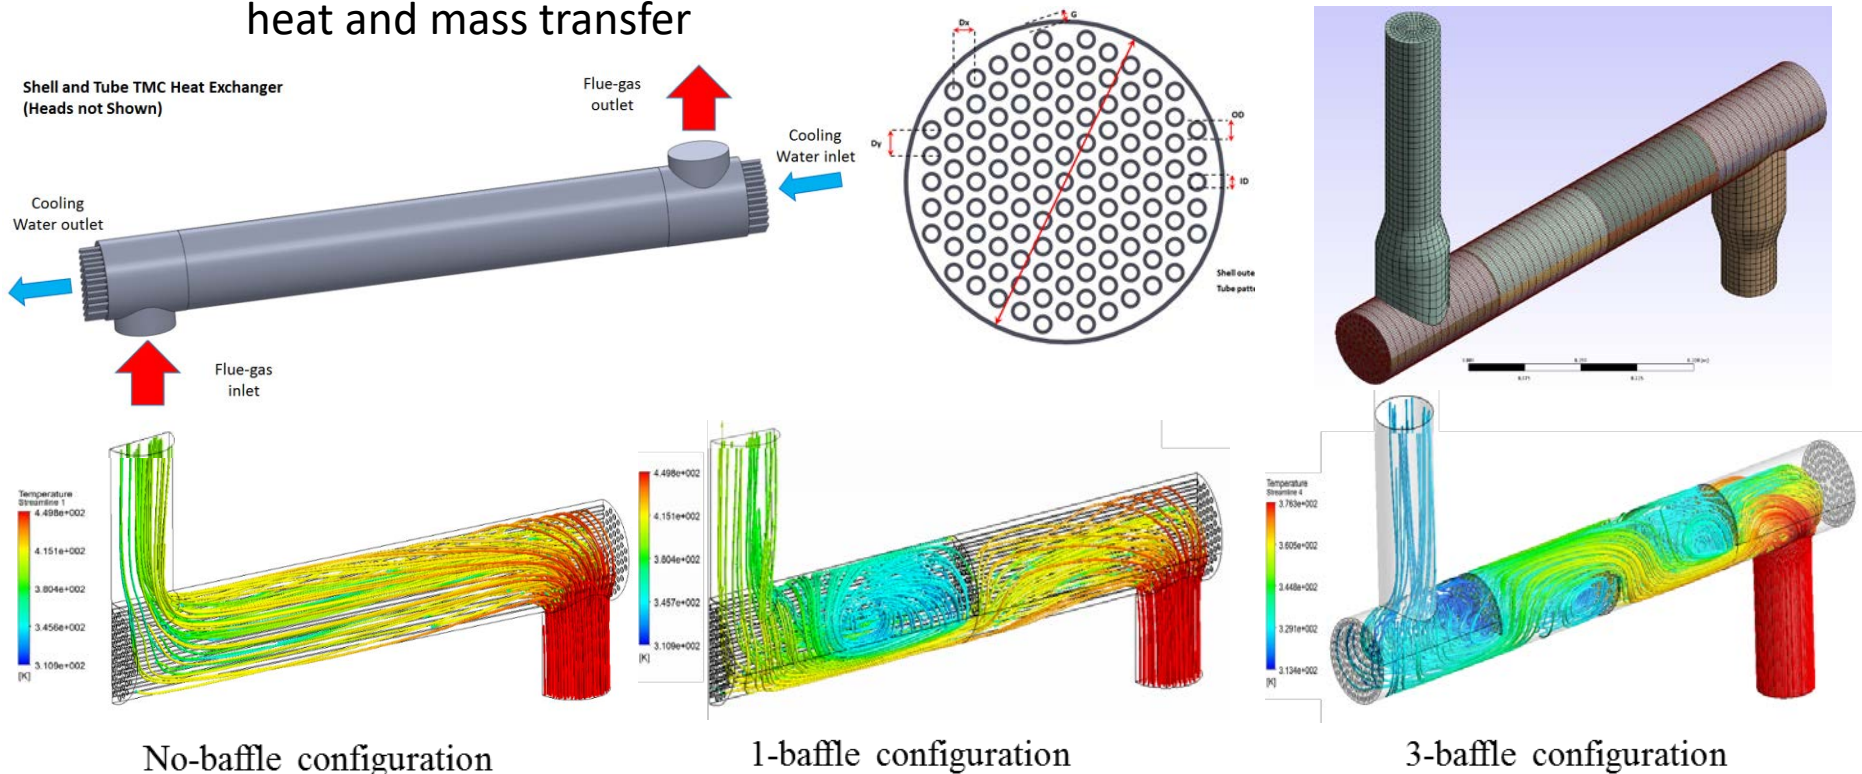 heat and mass transfer
Shell and Tube TMC Heat Exchanger
(Heads not Shown)
Flue-gas
outlet
Cooling
Water inlet
Cooling
Water outlet
Flue-gas
inlet
Dx
G
OD
Dy
ID
Shell oute
Tube patte
Temperature
Streamline 1
4.498e+002
4.151e+002
3.804e+002
3.456e+002
3.109e+002
[K]
4.498e+002
4.151e+002
3.804e+002
3.457e+002
3.109e+002
[K]
Temperature
Streamline 4
3.763e+002
3.605e+002
3.448e+002
3.291e+002
3.134e+002
[K]
No-baffle configuration
1-baffle configuration
3-baffle configuration